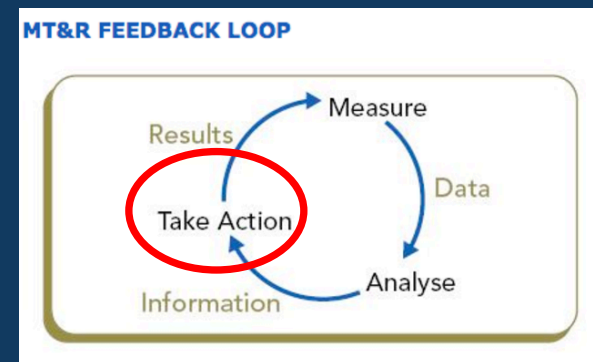 MT&R FEEDBACK LOOP
Measure
Results
Data
Take Action
Analyse
Information